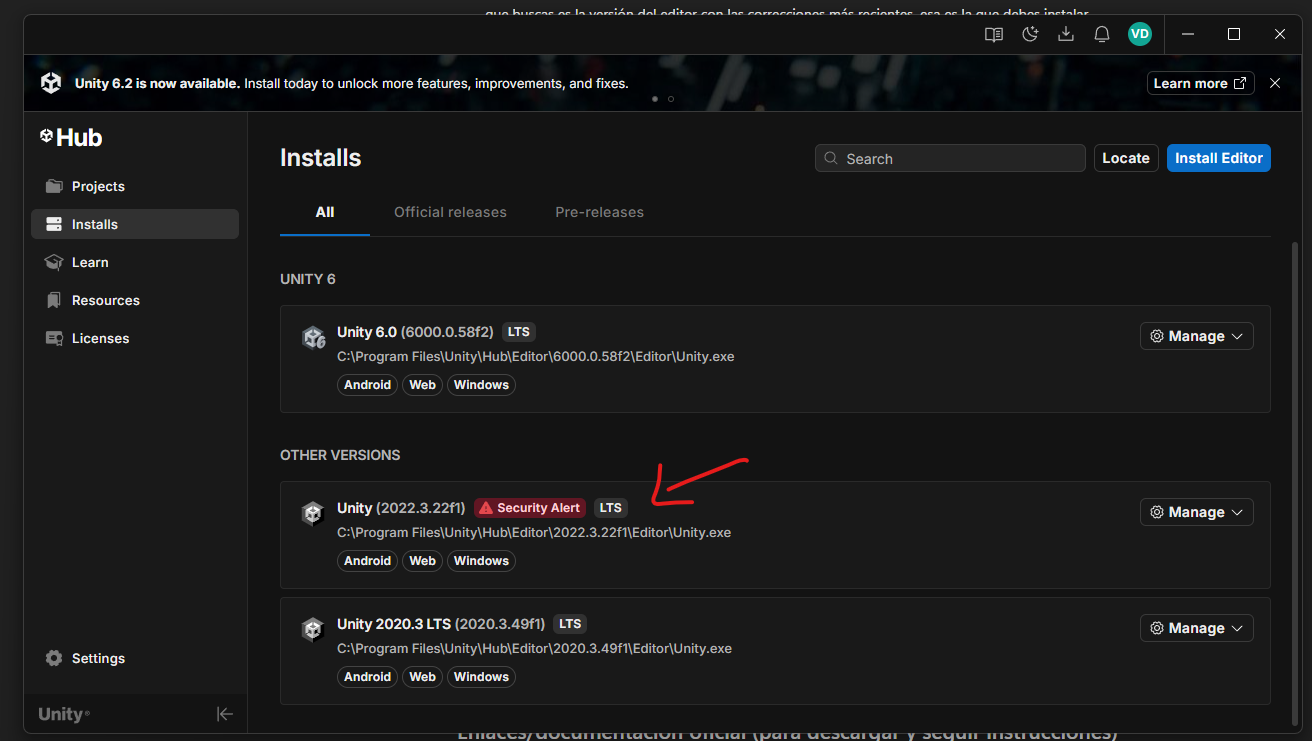 que buscas es la versión del editor con las correcciones más recientes, esa es la que debes instalar
VD
Unity 6.2 is now available. Install today to unlock more features, improvements, and fixes.
Learn more
Hub
Projects
Installs
Learn
Resources
Licenses
Settings
Unity®
Installs
Search
Locate
Install Editor
All
Official releases
Pre-releases
UNITY 6
Unity 6.0 (6000.0.58f2) LTS
C:\Program Files\Unity\Hub\Editor\6000.0.58f2\Editor\Unity.exe
Android Web Windows
Manage
OTHER VERSIONS
Unity (2022.3.22f1) Security Alert LTS
C:\Program Files\Unity\Hub\Editor\2022.3.22f1\Editor\Unity.exe
Android Web Windows
Manage
Unity 2020.3 LTS (2020.3.49f1) LTS
C:\Program Files\Unity\Hub\Editor\2020.3.49f1\Editor\Unity.exe
Android Web Windows
Manage
Enlaces/documentación oficial (para descargar y seguir instrucciones)